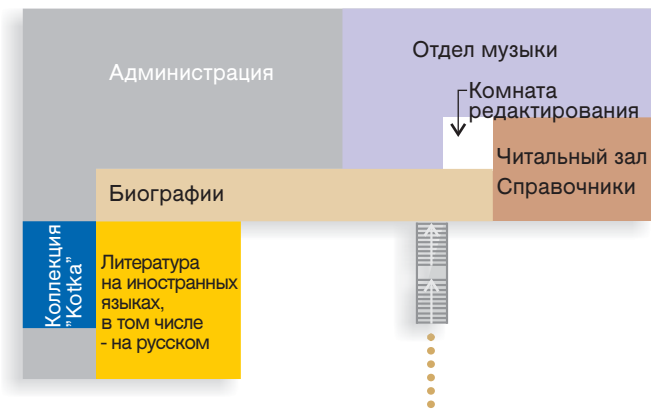 Администрация
Отдел музыки
Комната
редактирования
Читальный зал
Справочники
Биографии
Коллекция
"Kotka"
Литература
на иностранных
языках,
в том числе
- на русском